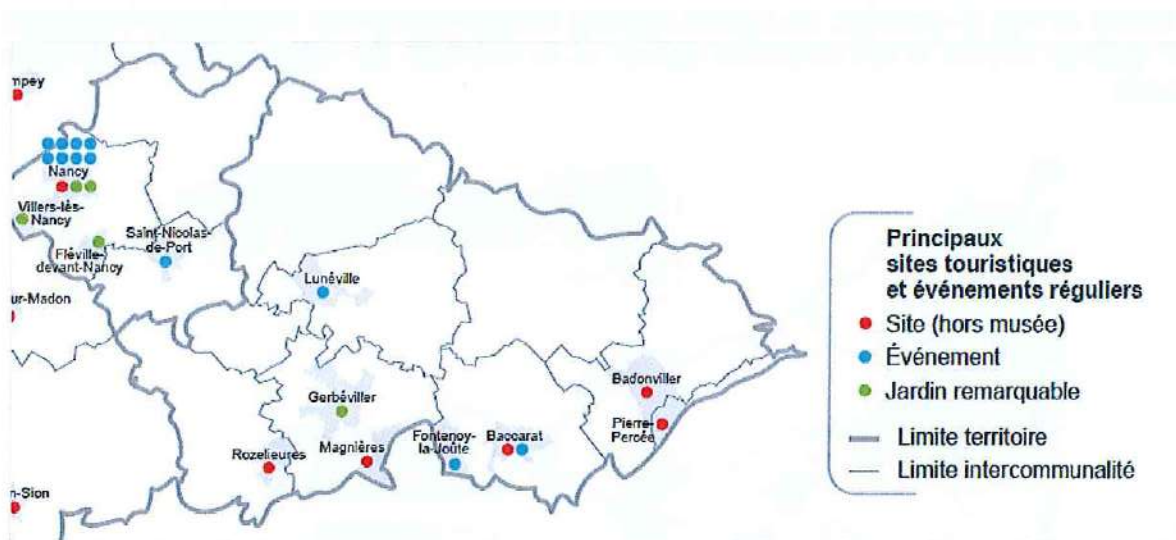 mpey
Nancy
Villers-lès-
Nancy
Saint-Nicolas-
de-Port
Fléville-
devant-Nancy
ur-Madon
Lunéville
Gerbéviller
Badonviller
Pierre-
Percée
Rozelieures
Magnières
Fontenoy-
la-Joûte
Baccarat
n-Sion
Principaux
sites touristiques
et événements réguliers
Site (hors musée)
Événement
Jardin remarquable
Limite territoire
Limite intercommunalité